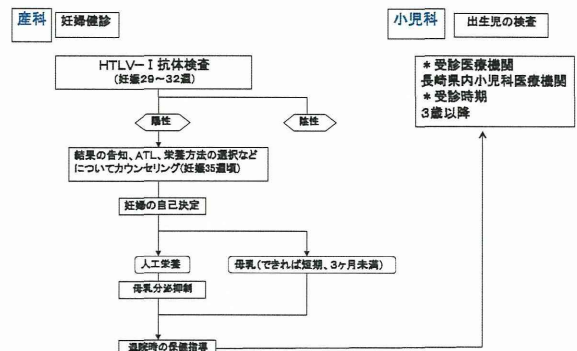 産科
妊婦健診
HTLV-Ⅰ抗体検査
(妊娠29～32週)
陽性
陰性
結果の告知、ATL、栄養方法の選択など
についてカウンセリング(妊娠35週頃)
妊婦の自己決定
人工栄養
母乳(できれば短期、3ヶ月未満)
母乳分泌抑制
退院時の保健指導
小児科
出生児の検査
＊受診医療機関
長崎県内小児科医療機関
＊受診時期
3歳以降